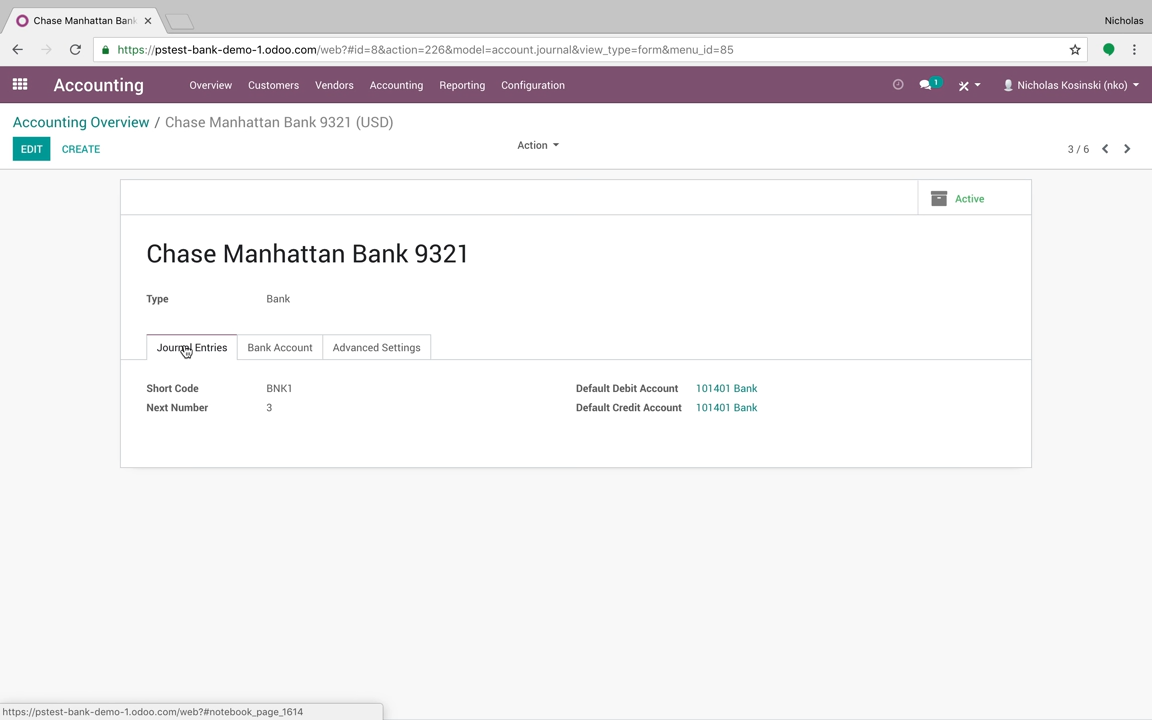 Chase Manhattan Bank
Nicholas
https://pstest-bank-demo-1.odoo.com/web?#id=8&action=226&model=account.journal&view_type=form&menu_id=85
Accounting Overview Customers Vendors Accounting Reporting Configuration 1 Nicholas Kosinski (nko)
Accounting Overview / Chase Manhattan Bank 9321 (USD)
EDIT CREATE Action 3 / 6
Active
Chase Manhattan Bank 9321
Type Bank
Journal Entries Bank Account Advanced Settings
Short Code BNK1 Default Debit Account 101401 Bank
Next Number 3 Default Credit Account 101401 Bank
https://pstest-bank-demo-1.odoo.com/web?#notebook_page_1614